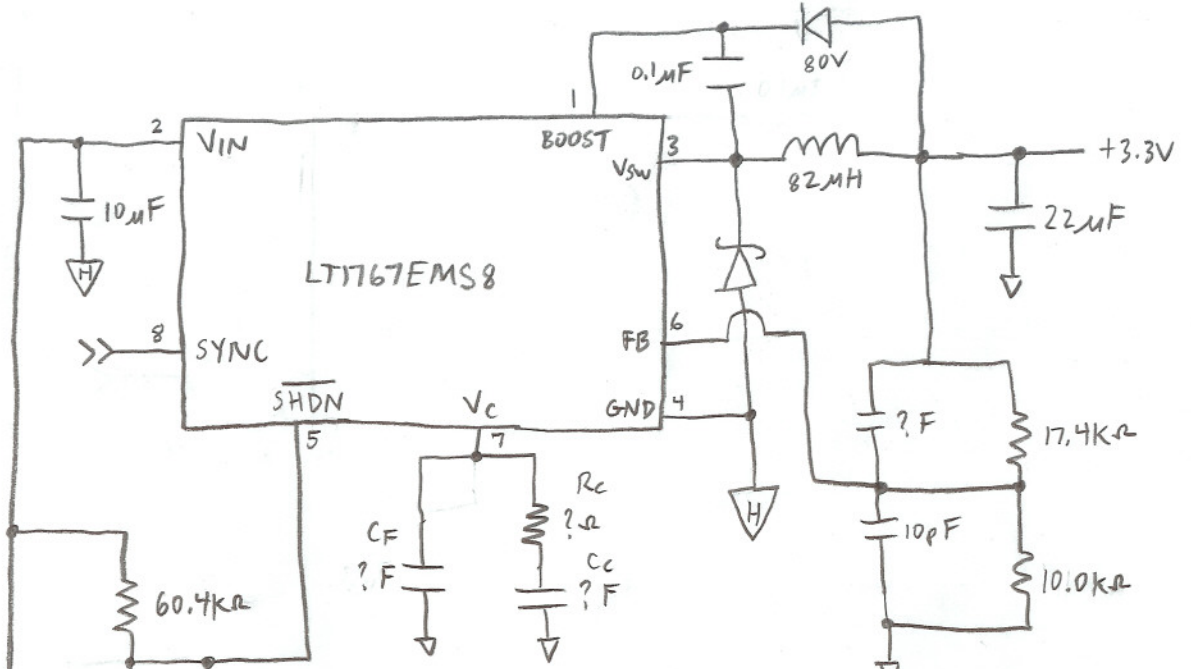 80V
0.1µF
1
2
VIN
BOOST
3
VSW
+3.3V
82µH
10µF
22µF
H
LT1767EMS8
8
SYNC
6
FB
SHDN
VC
GND
4
5
7
?F
17.4KΩ
RC
?Ω
H
CF
?F
CC
?F
10pF
60.4KΩ
10.0KΩ